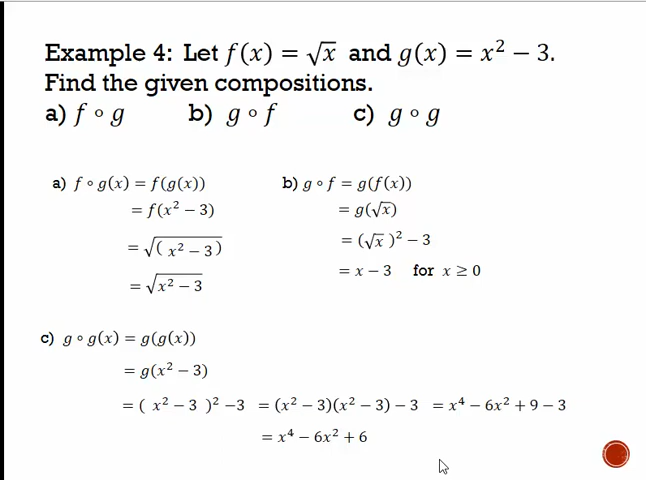 Example 4: Let f(x) = √x and g(x) = x² − 3.
Find the given compositions.
a) f ∘ g b) g ∘ f c) g ∘ g
a) f ∘ g(x) = f(g(x))
= f(x² − 3)
= √( x² − 3 )
= √x² − 3
b) g ∘ f = g(f(x))
= g(√x)
= (√x )² − 3
= x − 3 for x ≥ 0
c) g ∘ g(x) = g(g(x))
= g(x² − 3)
= ( x² − 3 )² −3 = (x² − 3)(x² − 3) − 3 = x⁴ − 6x² + 9 − 3
= x⁴ − 6x² + 6